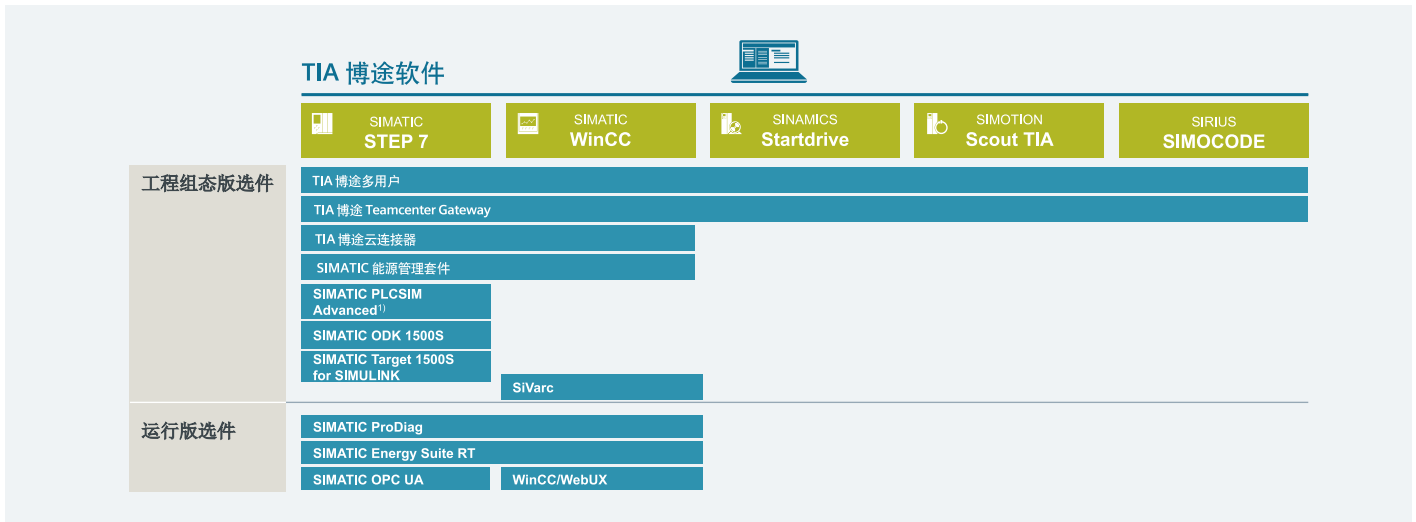 TIA 博途软件
SIMATIC
STEP 7
SIMATIC
WinCC
SINAMICS
Startdrive
SIMOTION
Scout TIA
SIRIUS
SIMOCODE
工程组态版选件
TIA 博途多用户
TIA 博途 Teamcenter Gateway
TIA 博途云连接器
SIMATIC 能源管理套件
SIMATIC PLCSIM
Advanced¹⁾
SIMATIC ODK 1500S
SIMATIC Target 1500S
for SIMULINK
SiVarc
运行版选件
SIMATIC ProDiag
SIMATIC Energy Suite RT
SIMATIC OPC UA
WinCC/WebUX